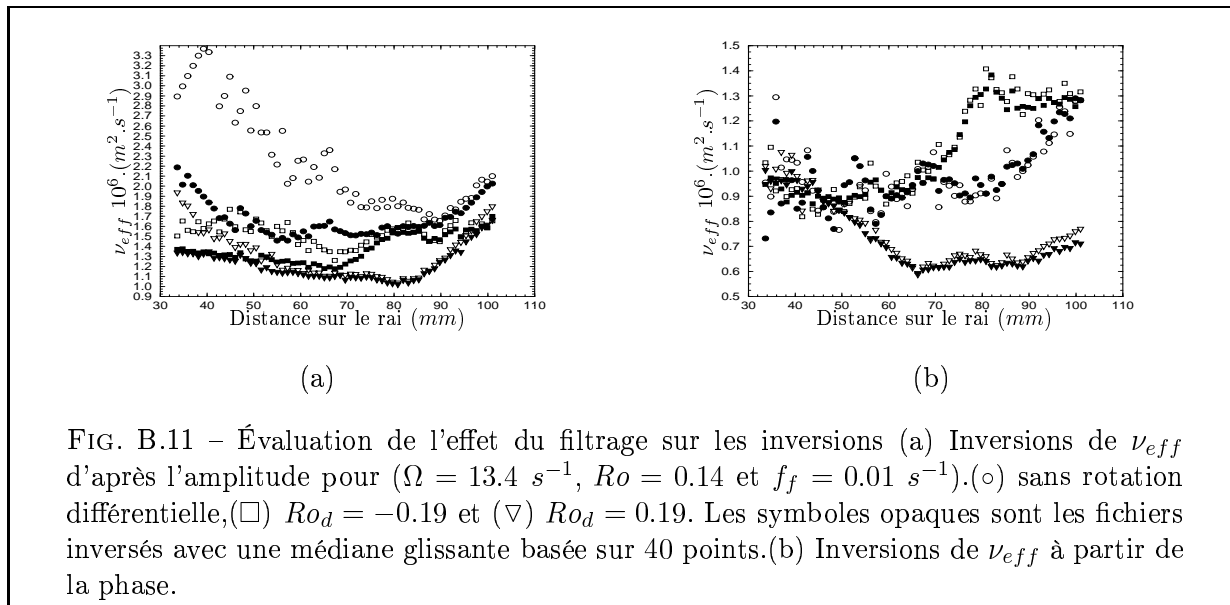 3.3
3.2
3.1
3.0
2.9
2.8
2.7
2.6
2.5
2.4
2.3
2.2
2.1
2.0
1.9
1.8
1.7
1.6
1.5
1.4
1.3
1.2
1.1
1.0
0.9
ν_eff 10^6.(m^2.s^−1)
30 40 50 60 70 80 90 100 110
Distance sur le rai (mm)
(a)
1.5
1.4
1.3
1.2
1.1
1.0
0.9
0.8
0.7
0.6
0.5
ν_eff 10^6.(m^2.s^−1)
30 40 50 60 70 80 90 100 110
Distance sur le rai (mm)
(b)
FIG. B.11 – Évaluation de l'effet du filtrage sur les inversions (a) Inversions de ν_eff
d'après l'amplitude pour (Ω = 13.4 s^−1, Ro = 0.14 et f_f = 0.01 s^−1).(○) sans rotation
différentielle,(□) Ro_d = −0.19 et (▽) Ro_d = 0.19. Les symboles opaques sont les fichiers
inversés avec une médiane glissante basée sur 40 points.(b) Inversions de ν_eff à partir de
la phase.